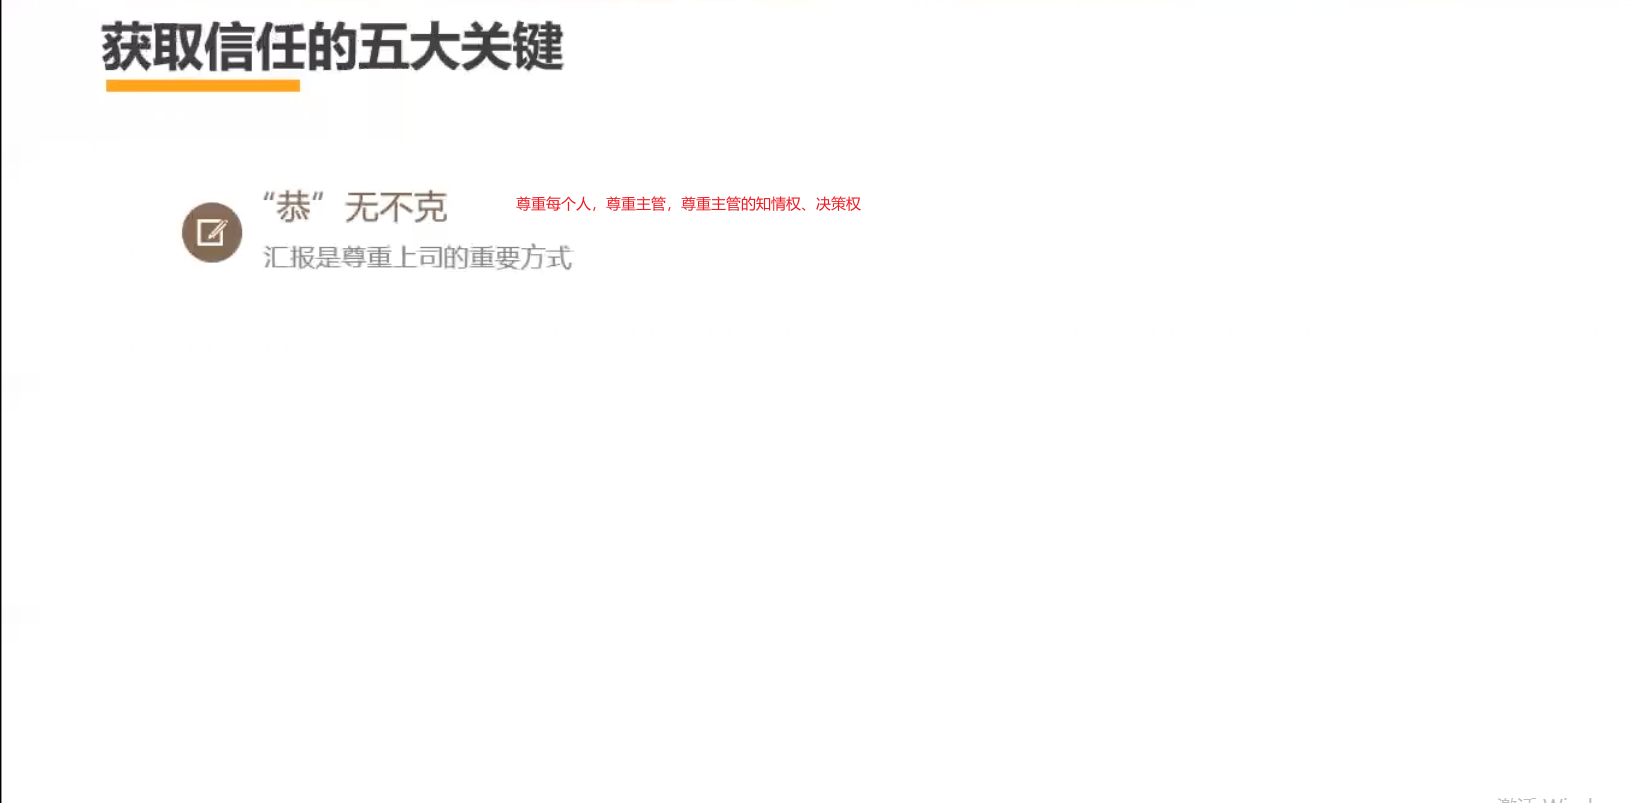 获取信任的五大关键
“恭”无不克
尊重每个人，尊重主管，尊重主管的知情权、决策权
汇报是尊重上司的重要方式